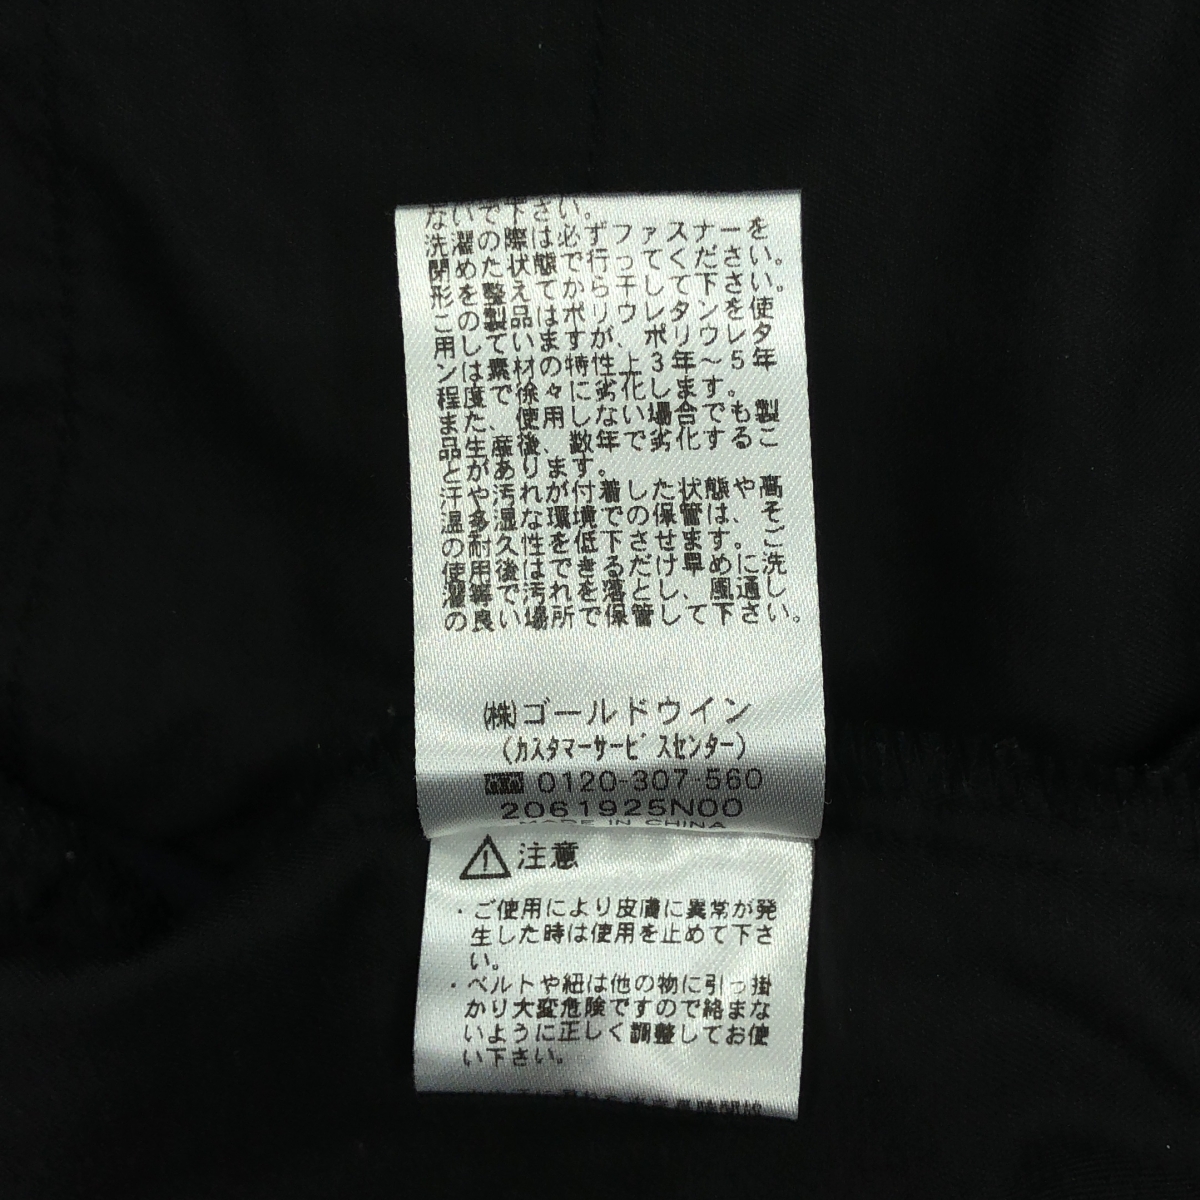 ないで下さい。
洗濯の際は必ずファスナーを
閉めた状態で行ってください。
形を整えてから干して下さい。
この製品はポリウレタンを使
用しています が、ポリウレタ
ンは素材の特性上3年～5年
程度で徐々に劣化します。
また、使用しない場合でも製
品生産後、数年で劣化するこ
とがあります。
汗や汚れが付着した状態や高
温多湿な環境での保管は、そ
の耐久性を低下させます。ご
使用後はできるだけ早めに洗
濯等で汚れを落とし、風通し
の良い場所で保管して下さい。
(株)ゴールドウイン
(カスタマーサービスセンター)
0120-307-560
2061925N00
MADE IN CHINA
注意
・ご使用により皮膚に異常が発
生した時は使用を止めて下さ
い。
・ベルトや紐は他の物に引っ掛
かり大変危険ですので絡まな
いように正しく調整してお使
い下さい。